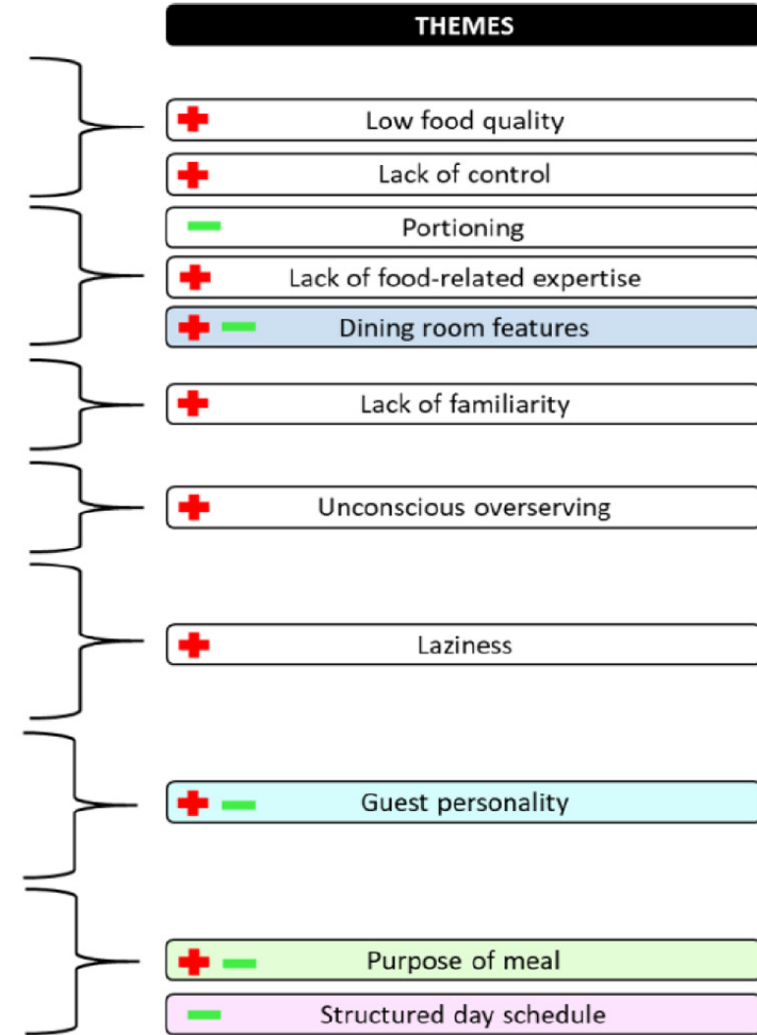 THEMES
Low food quality
Lack of control
Portioning
Lack of food-related expertise
Dining room features
Lack of familiarity
Unconscious overserving
Laziness
Guest personality
Purpose of meal
Structured day schedule